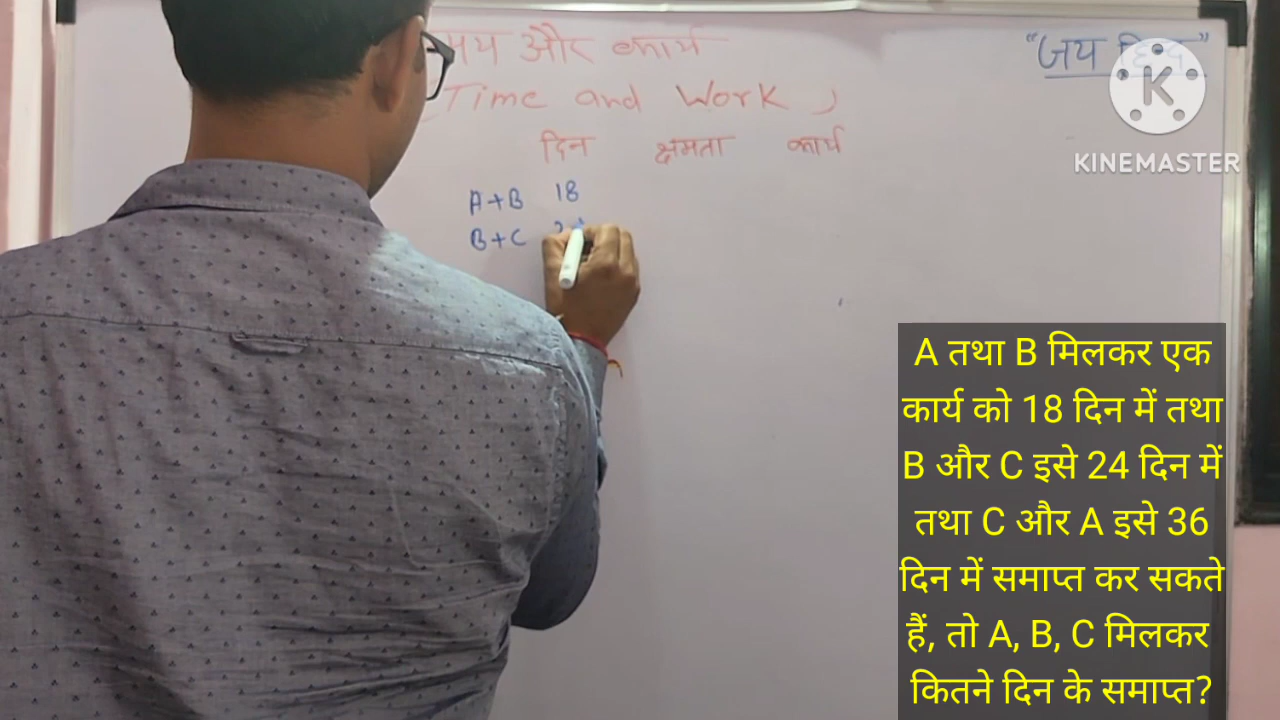 और कार्य
"जय
Time and Work )
KINEMASTER
दिन क्षमता कार्य
A+B 18
B+C
A तथा B मिलकर एक
कार्य को 18 दिन में तथा
B और C इसे 24 दिन में
तथा C और A इसे 36
दिन में समाप्त कर सकते
हैं, तो A, B, C मिलकर
कितने दिन के समाप्त?